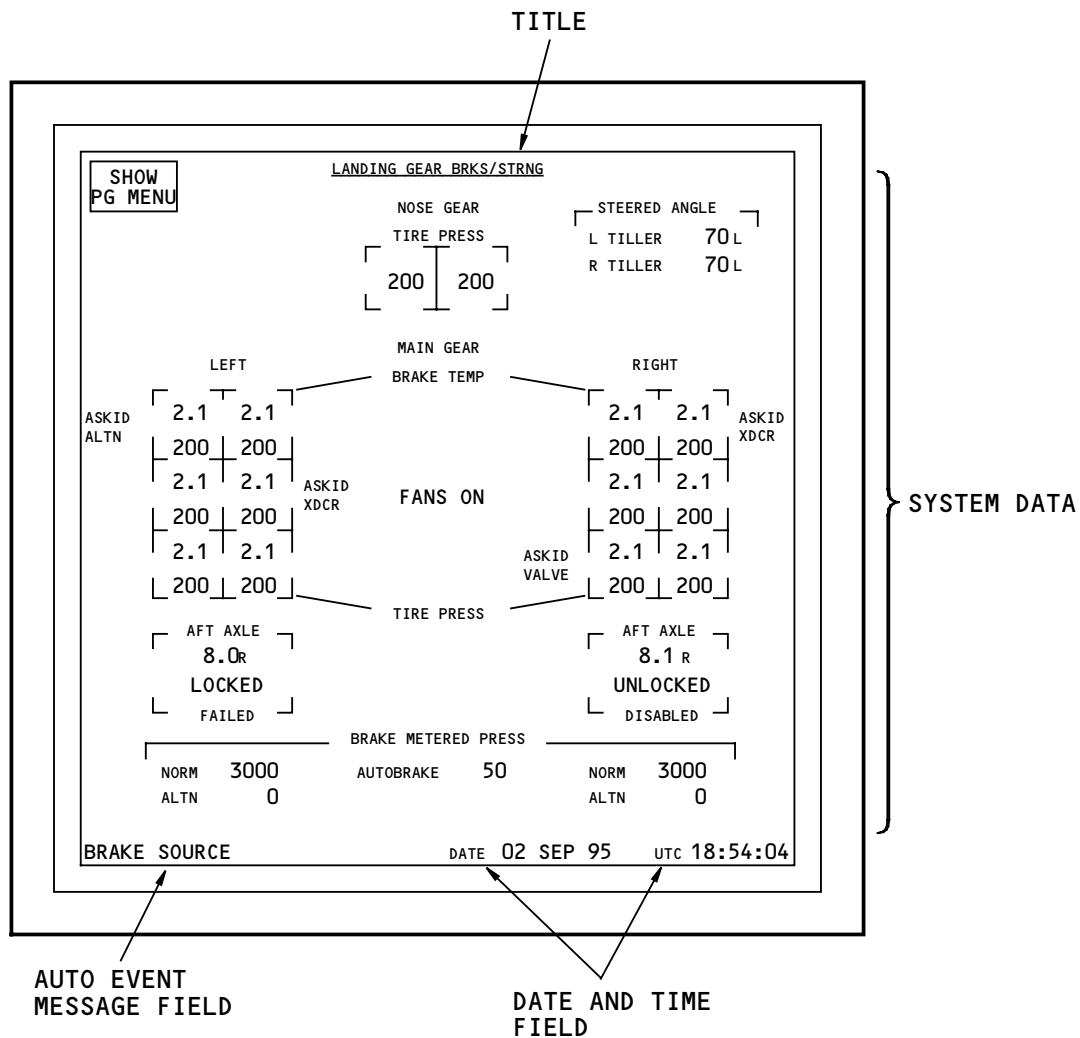 TITLE
SHOW
PG MENU
LANDING GEAR BRKS/STRNG
NOSE GEAR
TIRE PRESS
200 200
STEERED ANGLE
L TILLER 70 L
R TILLER 70 L
MAIN GEAR
BRAKE TEMP
LEFT
RIGHT
ASKID
ALTN
2.1 2.1
200 200
2.1 2.1
200 200
2.1 2.1
200 200
ASKID
XDCR
FANS ON
2.1 2.1
200 200
2.1 2.1
200 200
2.1 2.1
200 200
ASKID
XDCR
ASKID
VALVE
TIRE PRESS
AFT AXLE
8.0R
LOCKED
FAILED
AFT AXLE
8.1 R
UNLOCKED
DISABLED
BRAKE METERED PRESS
NORM 3000 AUTOBRAKE 50 NORM 3000
ALTN 0 ALTN 0
BRAKE SOURCE DATE 02 SEP 95 UTC 18:54:04
SYSTEM DATA
AUTO EVENT
MESSAGE FIELD
DATE AND TIME
FIELD